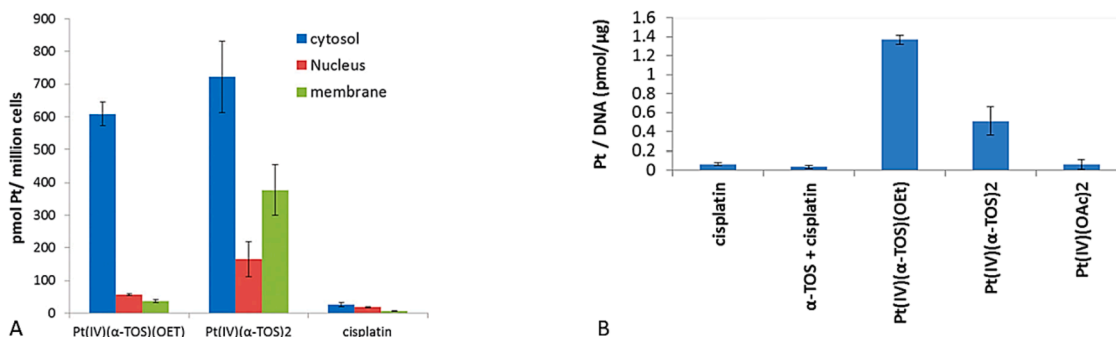 900
800
700
600
500
400
300
200
100
0
pmol Pt/ million cells
cytosol
Nucleus
membrane
Pt(IV)(α-TOS)(OET)
Pt(IV)(α-TOS)2
cisplatin
A
1.6
1.4
1.2
1
0.8
0.6
0.4
0.2
0
Pt / DNA (pmol/µg)
cisplatin
α-TOS + cisplatin
Pt(IV)(α-TOS)(OEt)
Pt(IV)(α-TOS)2
Pt(IV)(OAc)2
B